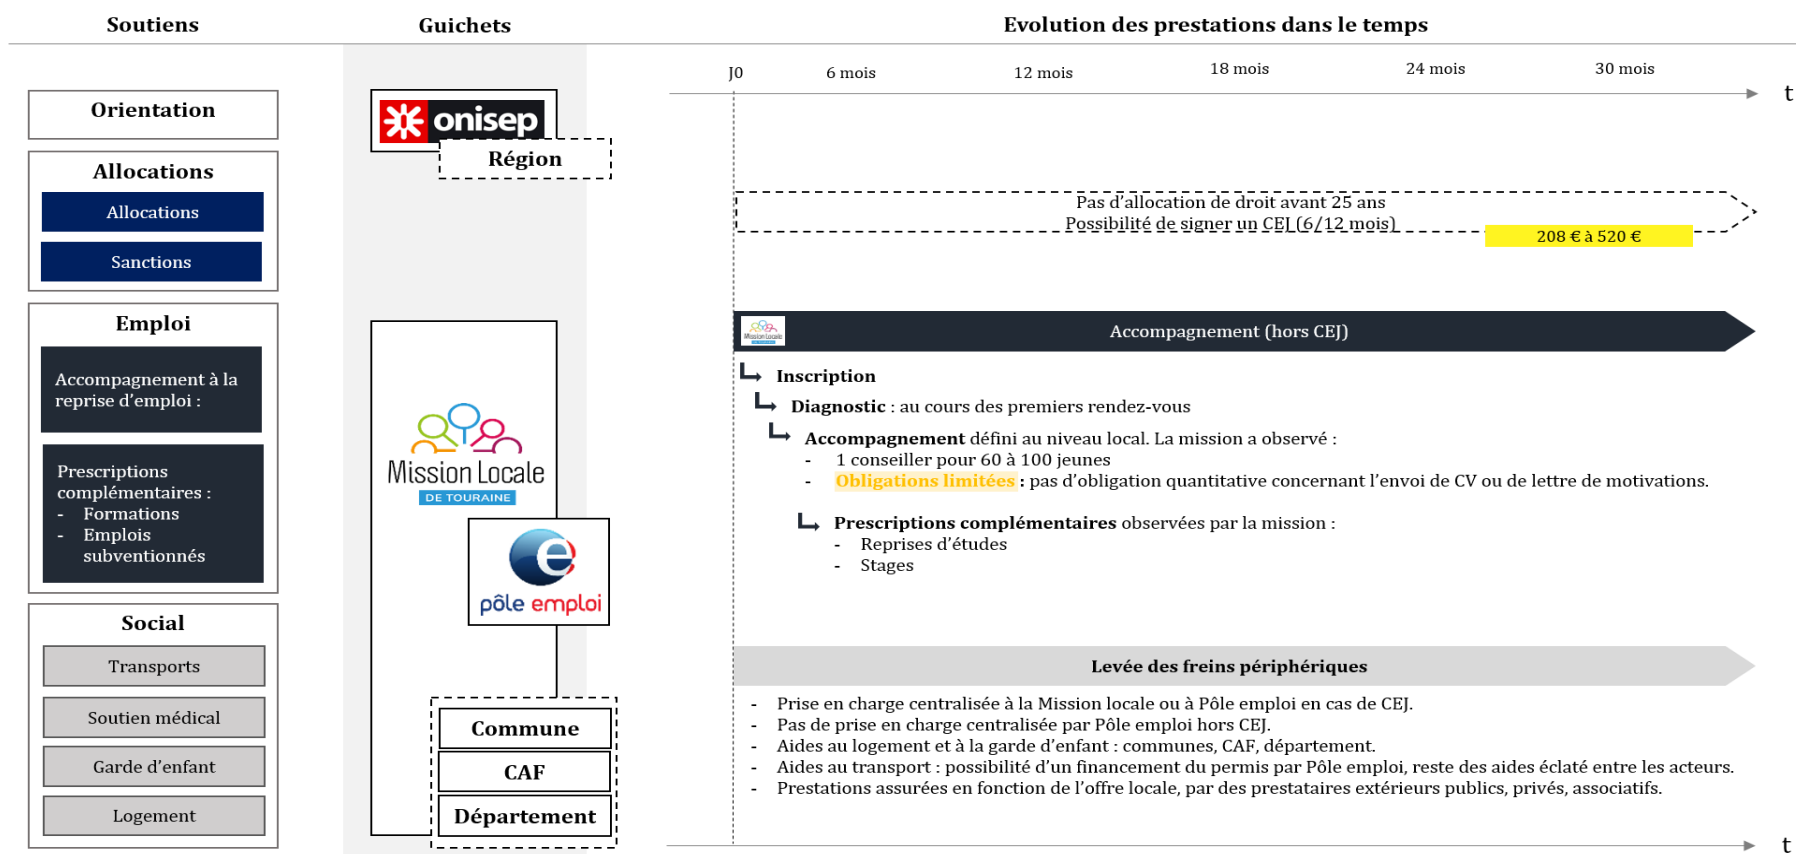 Soutiens
Guichets
Evolution des prestations dans le temps
J0
6 mois
12 mois
18 mois
24 mois
30 mois
t
Orientation
onisep
Région
Allocations
Allocations
Sanctions
Pas d’allocation de droit avant 25 ans
Possibilité de signer un CEJ (6/12 mois)
208 € à 520 €
Emploi
Accompagnement à la
reprise d’emploi :
Prescriptions
complémentaires :
- Formations
- Emplois
subventionnés
Mission Locale
DE TOURAINE
pôle emploi
Mission Locale
Accompagnement (hors CEJ)
Inscription
Diagnostic : au cours des premiers rendez-vous
Accompagnement défini au niveau local. La mission a observé :
- 1 conseiller pour 60 à 100 jeunes
- Obligations limitées : pas d’obligation quantitative concernant l’envoi de CV ou de lettre de motivations.
Prescriptions complémentaires observées par la mission :
- Reprises d’études
- Stages
Social
Transports
Soutien médical
Garde d’enfant
Logement
Commune
CAF
Département
Levée des freins périphériques
- Prise en charge centralisée à la Mission locale ou à Pôle emploi en cas de CEJ.
- Pas de prise en charge centralisée par Pôle emploi hors CEJ.
- Aides au logement et à la garde d’enfant : communes, CAF, département.
- Aides au transport : possibilité d’un financement du permis par Pôle emploi, reste des aides éclaté entre les acteurs.
- Prestations assurées en fonction de l’offre locale, par des prestataires extérieurs publics, privés, associatifs.
t